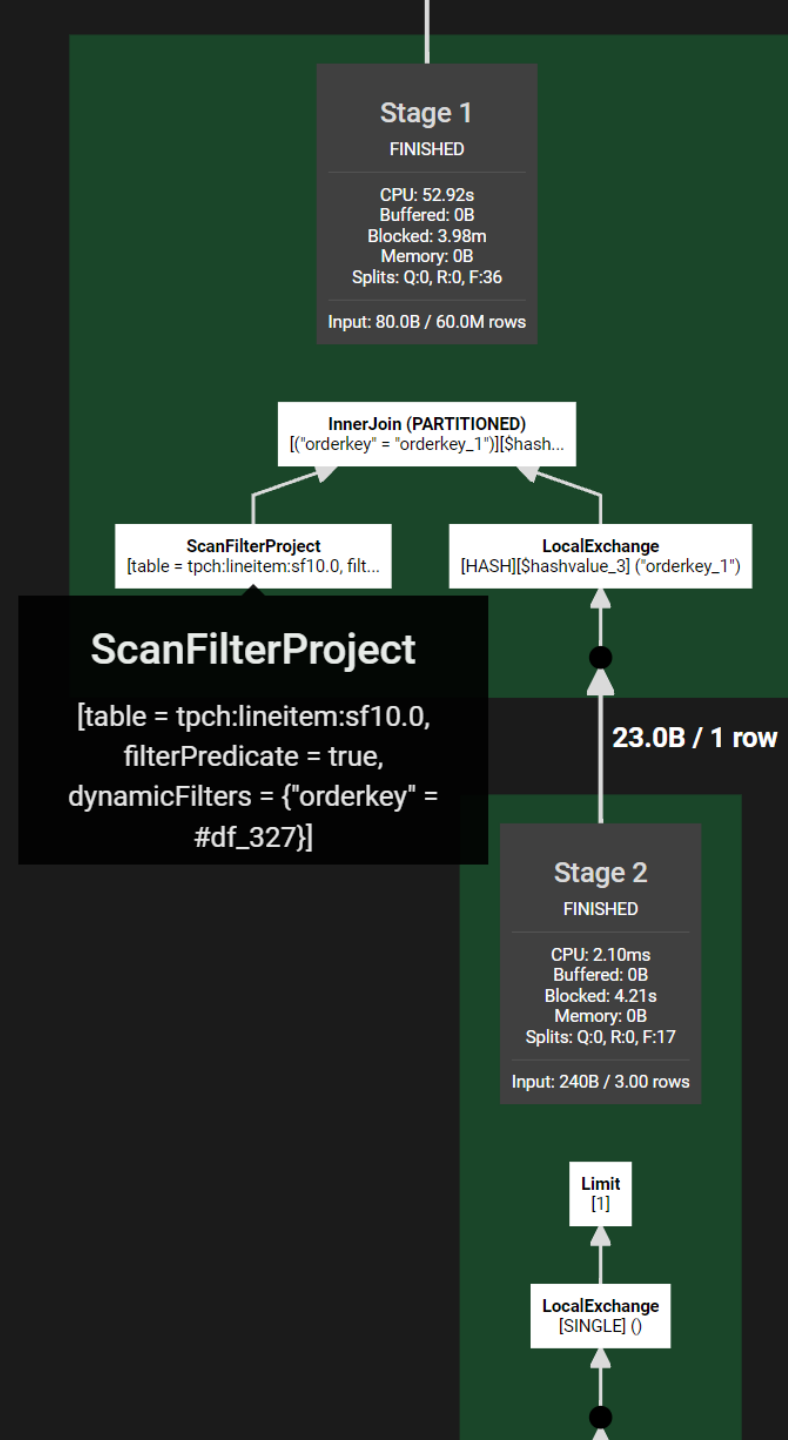 Stage 1
FINISHED
CPU: 52.92s
Buffered: 0B
Blocked: 3.98m
Memory: 0B
Splits: Q:0, R:0, F:36
Input: 80.0B / 60.0M rows
InnerJoin (PARTITIONED)
[("orderkey" = "orderkey_1")][$hash...
ScanFilterProject
[table = tpch:lineitem:sf10.0, filt...
LocalExchange
[HASH][$hashvalue_3] ("orderkey_1")
ScanFilterProject
[table = tpch:lineitem:sf10.0,
filterPredicate = true,
dynamicFilters = {"orderkey" =
#df_327}]
23.0B / 1 row
Stage 2
FINISHED
CPU: 2.10ms
Buffered: 0B
Blocked: 4.21s
Memory: 0B
Splits: Q:0, R:0, F:17
Input: 240B / 3.00 rows
Limit
[1]
LocalExchange
[SINGLE] ()